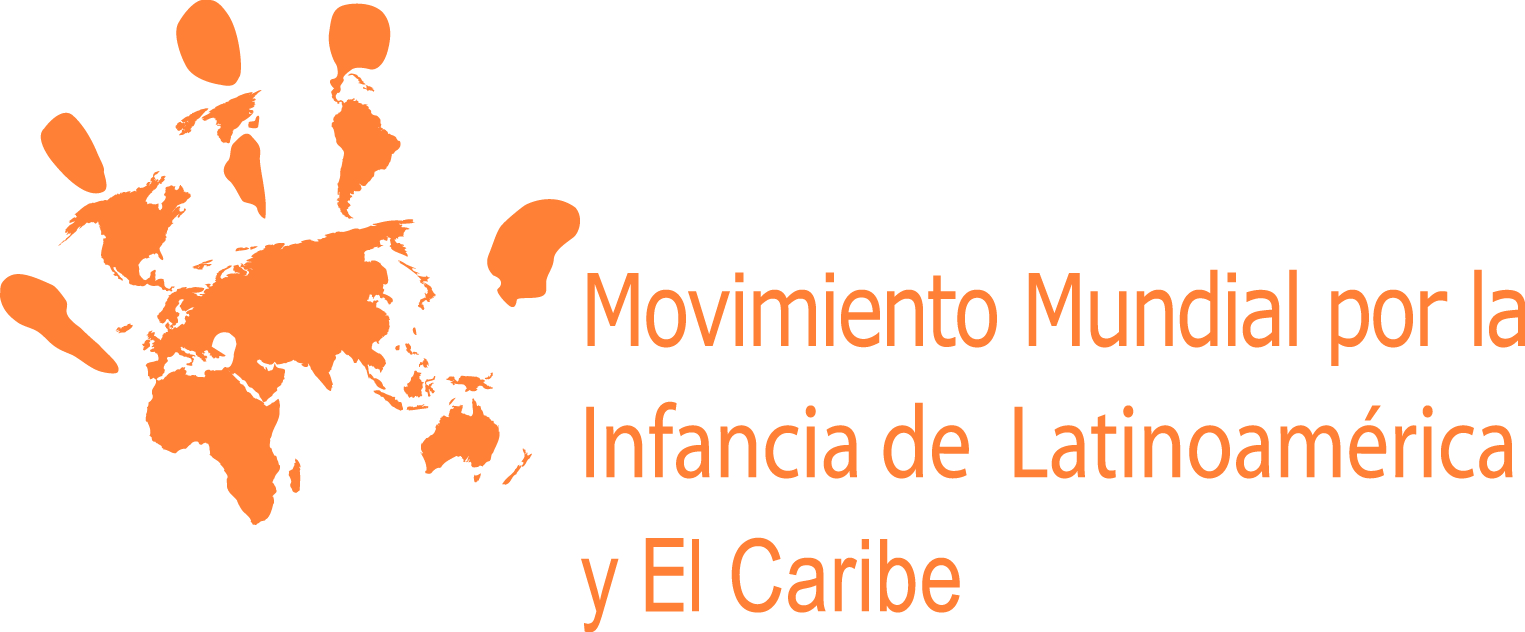 Movimiento Mundial por la
Infancia de Latinoamérica
y El Caribe